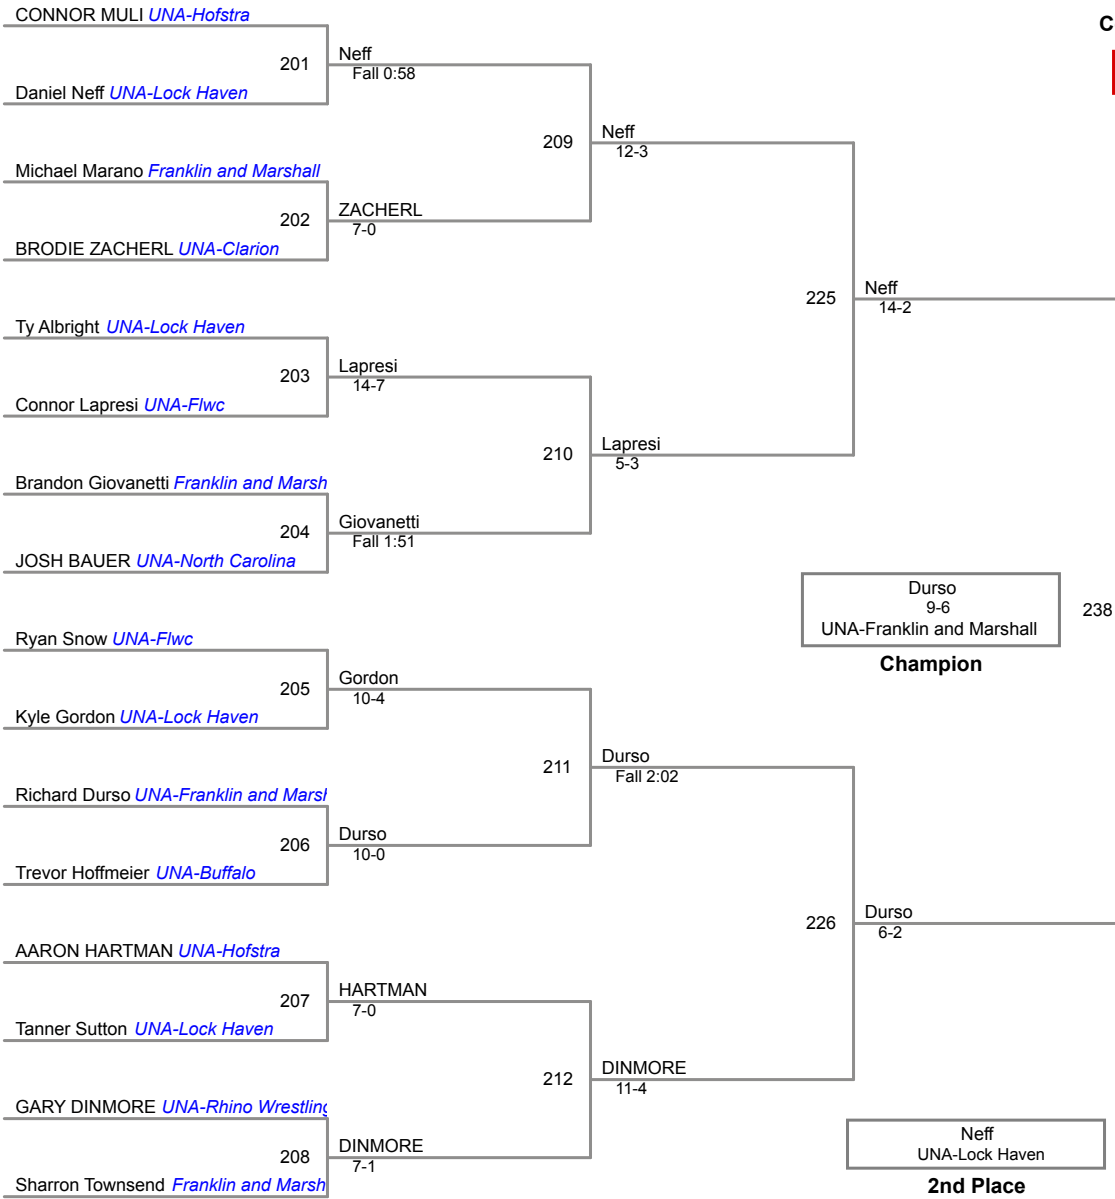 CONNOR MULI UNA-Hofstra
C
201
Neff
Fall 0:58
Daniel Neff UNA-Lock Haven
209
Neff
12-3
Michael Marano Franklin and Marshall
202
ZACHERL
7-0
BRODIE ZACHERL UNA-Clarion
225
Neff
14-2
Ty Albright UNA-Lock Haven
203
Lapresi
14-7
Connor Lapresi UNA-Flwc
210
Lapresi
5-3
Brandon Giovanetti Franklin and Marsh
204
Giovanetti
Fall 1:51
JOSH BAUER UNA-North Carolina
Durso
9-6
UNA-Franklin and Marshall
238
Champion
Ryan Snow UNA-Flwc
205
Gordon
10-4
Kyle Gordon UNA-Lock Haven
211
Durso
Fall 2:02
Richard Durso UNA-Franklin and Marsh
206
Durso
10-0
Trevor Hoffmeier UNA-Buffalo
226
Durso
6-2
AARON HARTMAN UNA-Hofstra
207
HARTMAN
7-0
Tanner Sutton UNA-Lock Haven
212
DINMORE
11-4
GARY DINMORE UNA-Rhino Wrestling
208
DINMORE
7-1
Sharron Townsend Franklin and Marsh
Neff
UNA-Lock Haven
2nd Place